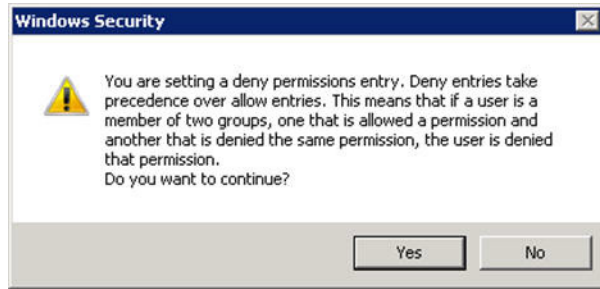 Windows Security
You are setting a deny permissions entry. Deny entries take
precedence over allow entries. This means that if a user is a
member of two groups, one that is allowed a permission and
another that is denied the same permission, the user is denied
that permission.
Do you want to continue?
Yes
No